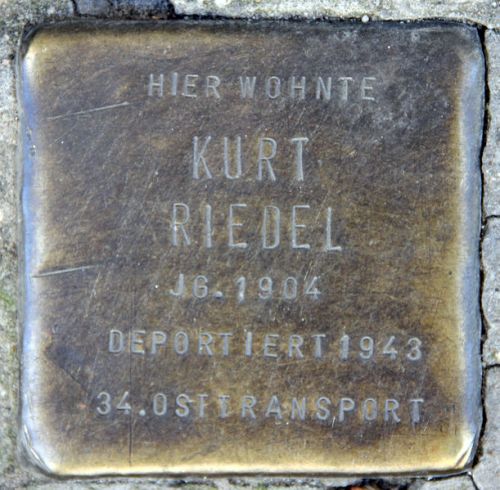 HIER WOHNTE
KURT
RIEDEL
JG. 1904
DEPORTIERT 1943
34. OSTTRANSPORT